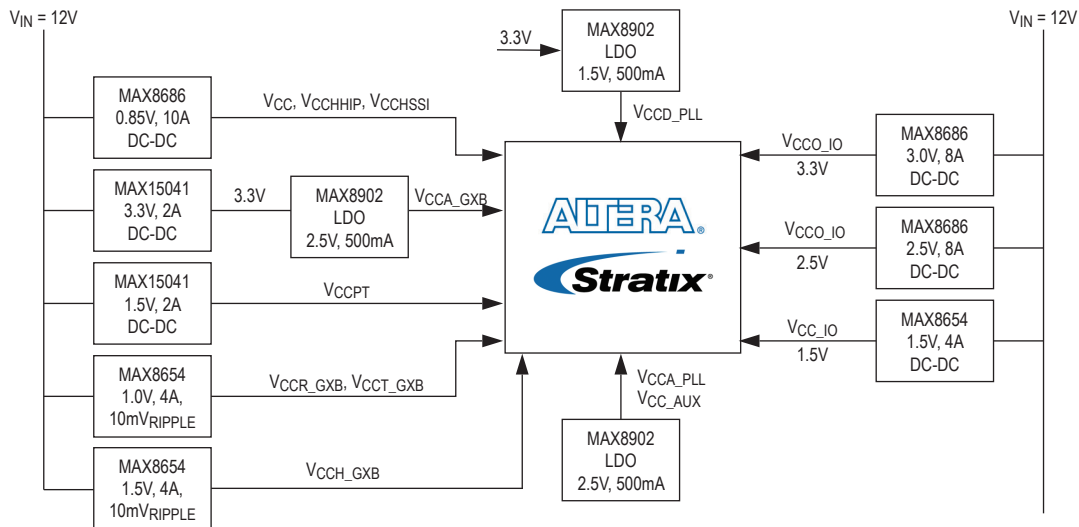 VIN = 12V
MAX8686
0.85V, 10A
DC-DC
VCC, VCCHHIP, VCCHSSI
MAX15041
3.3V, 2A
DC-DC
3.3V
MAX8902
LDO
2.5V, 500mA
VCCA_GXB
MAX15041
1.5V, 2A
DC-DC
VCCPT
MAX8654
1.0V, 4A,
10mVRIPPLE
VCCR_GXB, VCCT_GXB
MAX8654
1.5V, 4A,
10mVRIPPLE
VCCH_GXB
3.3V
MAX8902
LDO
1.5V, 500mA
VCCD_PLL
ALTERA®
Stratix®
VCCA_PLL
VCC_AUX
MAX8902
LDO
2.5V, 500mA
VIN = 12V
VCCO_IO
3.3V
MAX8686
3.0V, 8A
DC-DC
VCCO_IO
2.5V
MAX8686
2.5V, 8A
DC-DC
VCC_IO
1.5V
MAX8654
1.5V, 4A
DC-DC